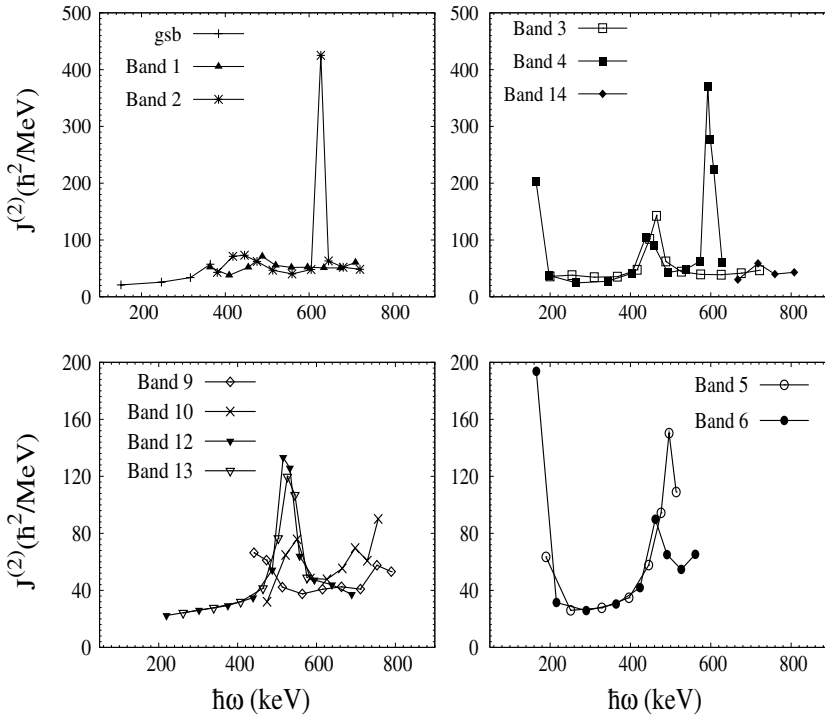 500
400
300
200
100
0
J(2)(ħ2/MeV)
gsb
Band 1
Band 2
200 400 600 800
500
400
300
200
100
0
Band 3
Band 4
Band 14
200 400 600 800
200
160
120
80
40
0
J(2)(ħ2/MeV)
Band 9
Band 10
Band 12
Band 13
200 400 600 800
ħω (keV)
200
160
120
80
40
0
Band 5
Band 6
200 400 600 800
ħω (keV)